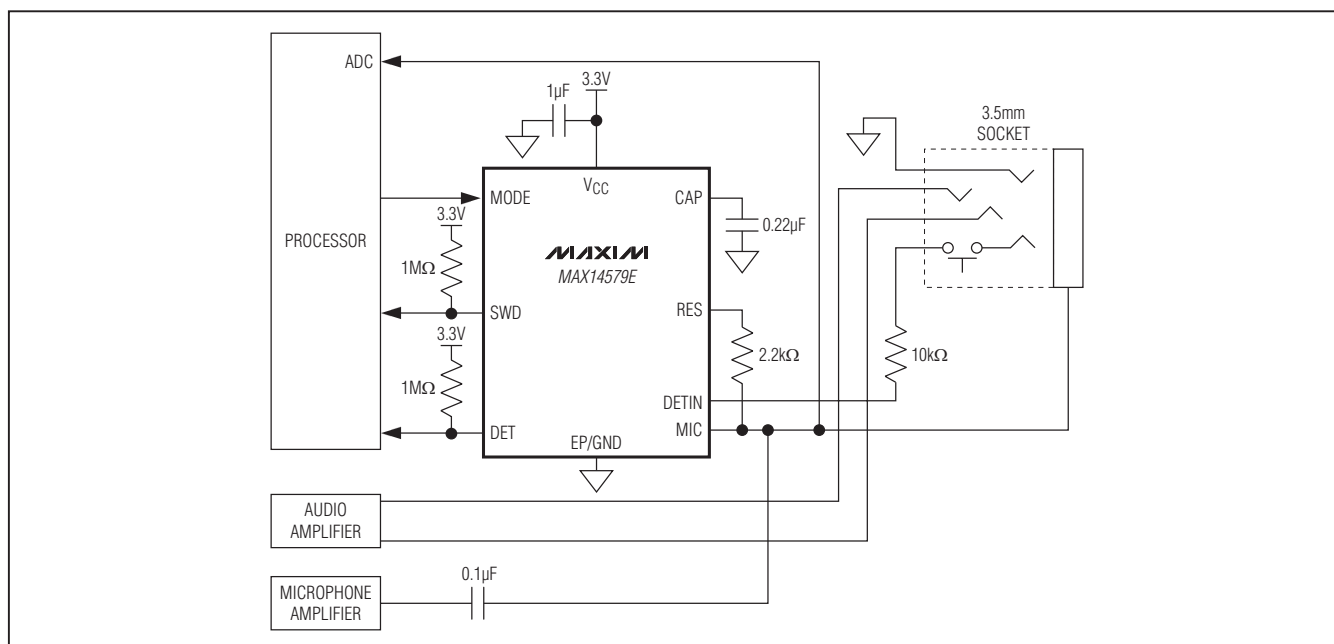 ADC
3.3V
1µF
3.5mm
SOCKET
VCC
MODE
CAP
3.3V
0.22µF
PROCESSOR
MAXIM
1MΩ
MAX14579E
SWD
RES
3.3V
2.2kΩ
10kΩ
1MΩ
DETIN
DET
MIC
EP/GND
AUDIO
AMPLIFIER
0.1µF
MICROPHONE
AMPLIFIER